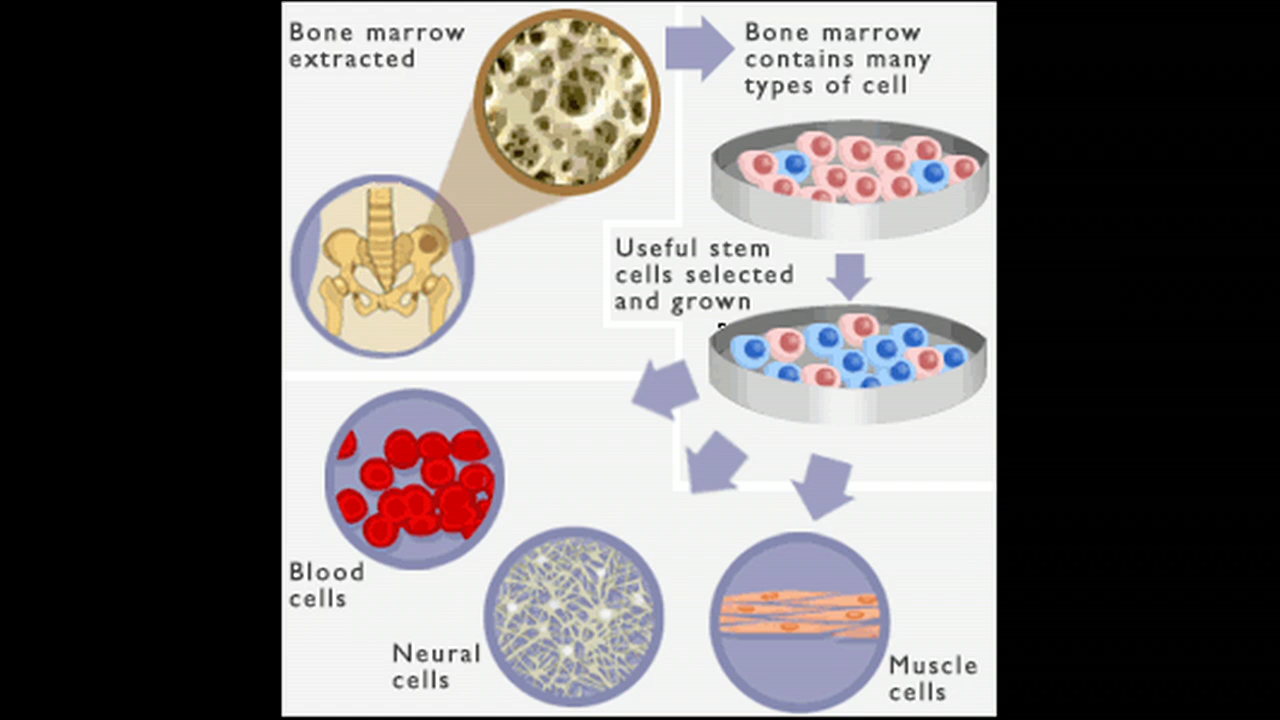 Bone marrow
extracted
Bone marrow
contains many
types of cell
Useful stem
cells selected
and grown
Blood
cells
Neural
cells
Muscle
cells